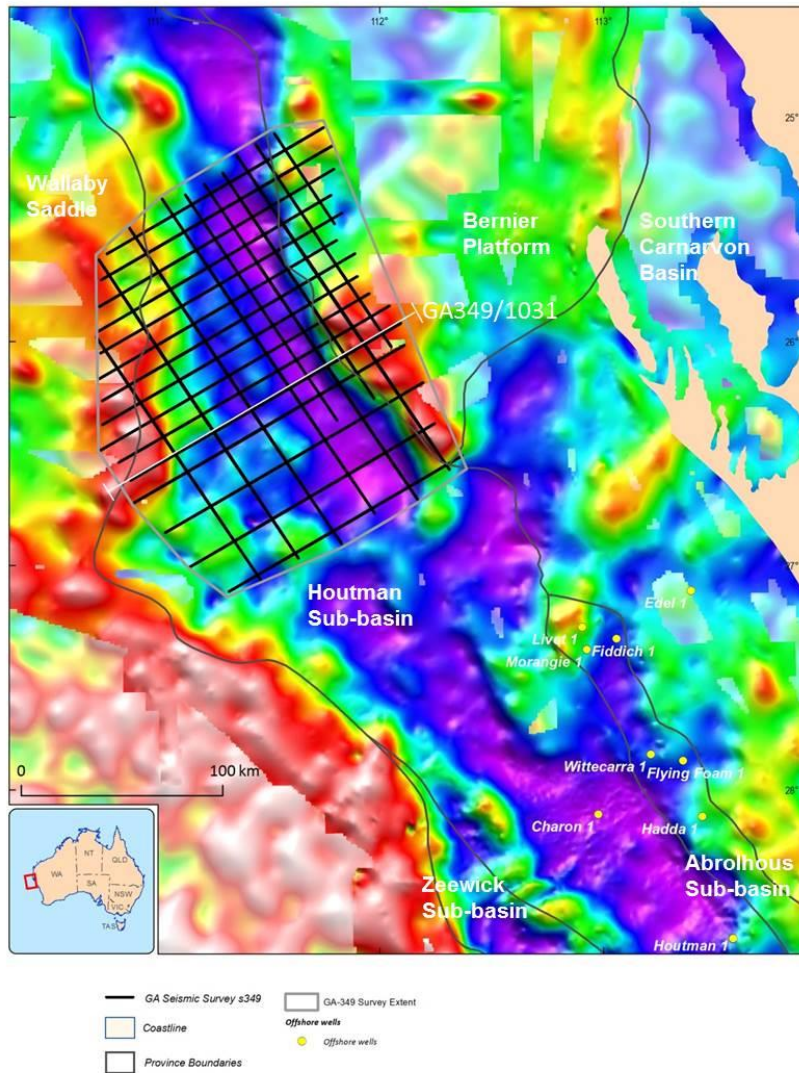 111°
112°
113°
25°
Wallaby
Saddle
Bernier
Platform
Southern
Carnarvon
Basin
GA349/1031
26°
27°
Houtman
Sub-basin
Edel 1
Livet 1
Fiddich 1
Morangie 1
0
100 km
Wittecarra 1
Flying Foam 1
28°
Charon 1
Hadda 1
Zeewick
Sub-basin
Abrolhous
Sub-basin
Houtman 1
NT
QLD
WA
SA
NSW
VIC
TAS
GA Seismic Survey s349
Coastline
Province Boundaries
GA-349 Survey Extent
Offshore wells
Offshore wells